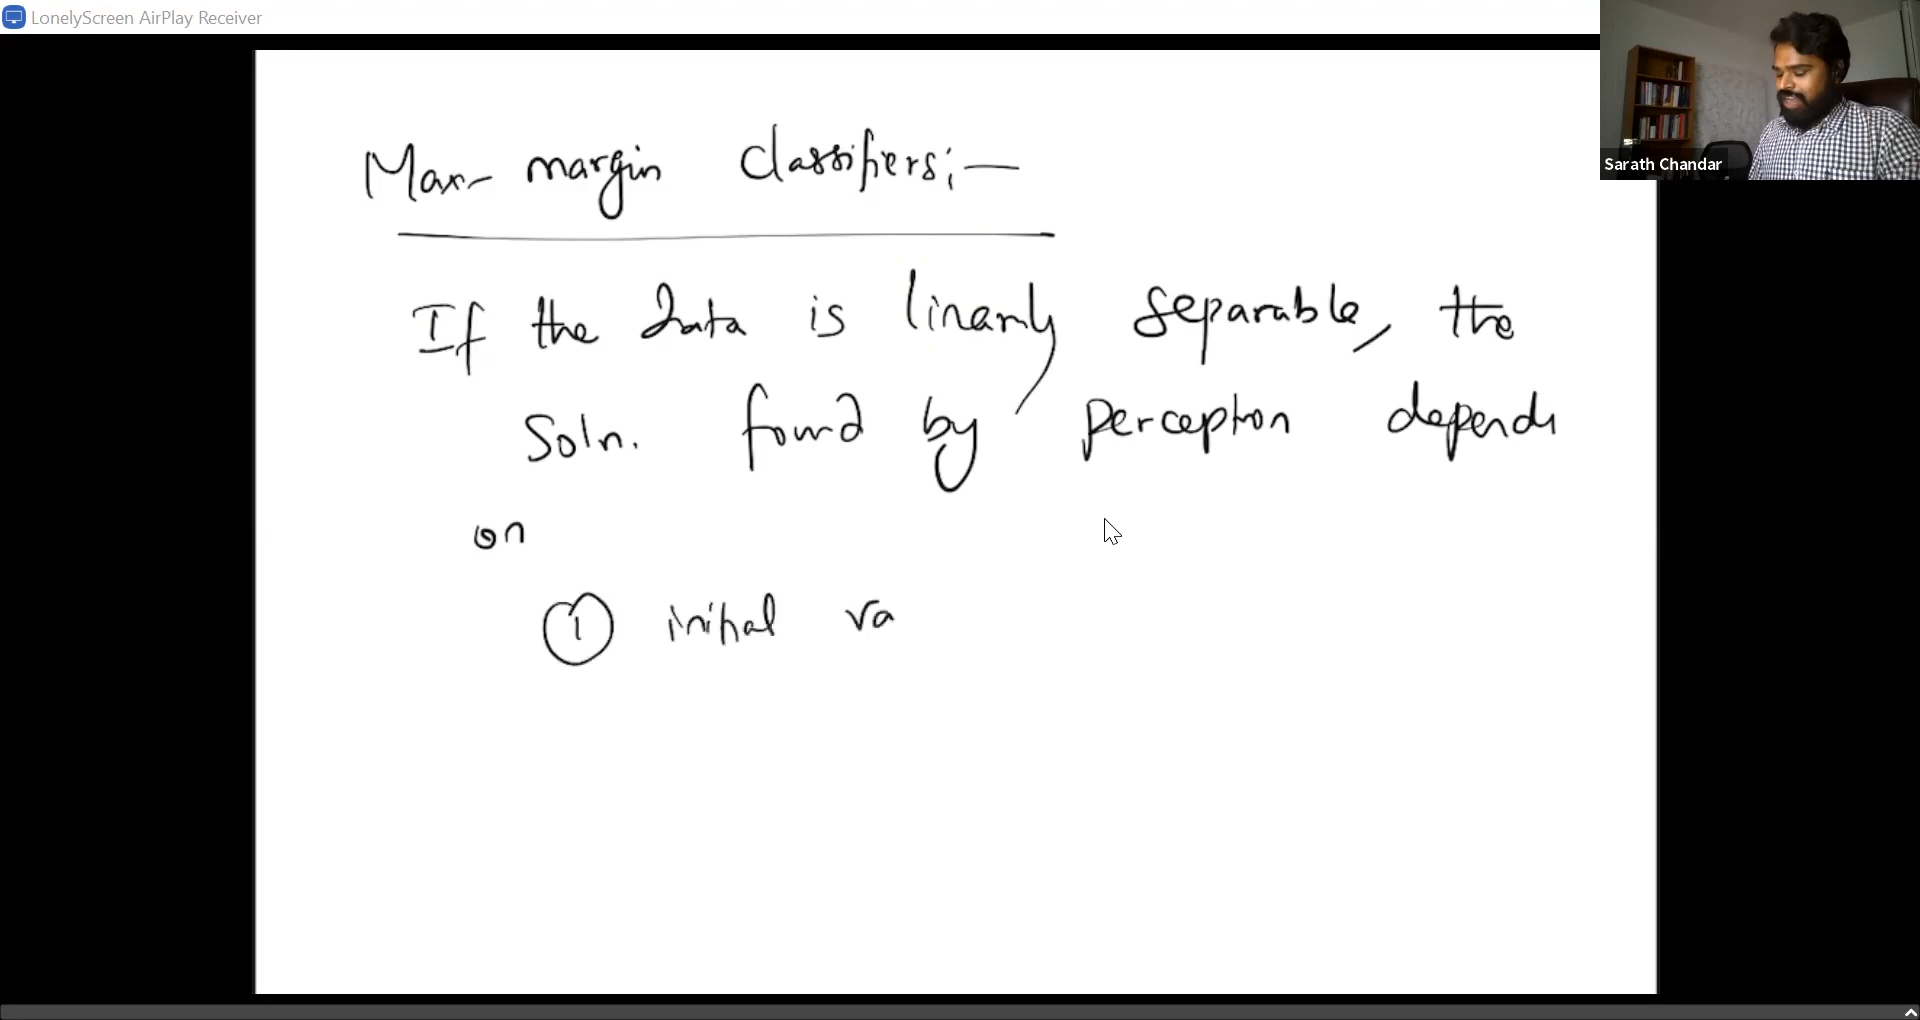 LonelyScreen AirPlay Receiver
Sarath Chandar
Max-margin classifiers:—
If the data is linearly separable, the
Soln. found by perceptron depends
on
① initial va